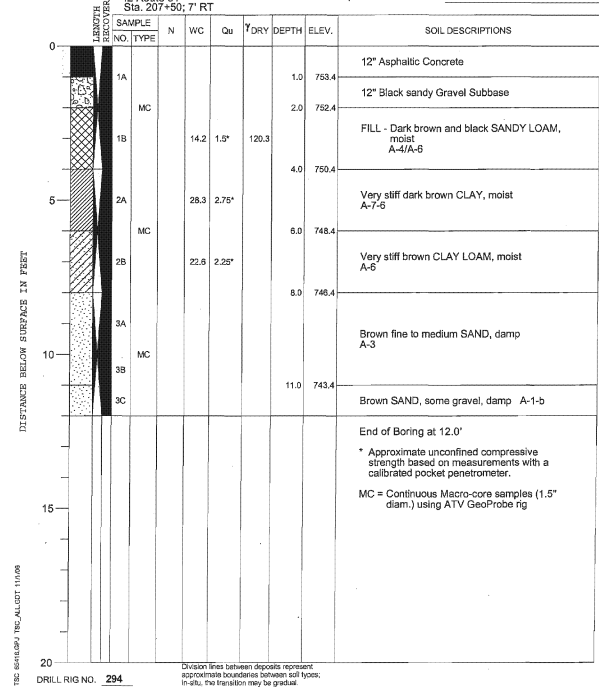 Sta. 207+50; 7' RT
LENGTH
RECOVERY
SAMPLE
NO. TYPE
N WC Qu γDRY DEPTH ELEV. SOIL DESCRIPTIONS
0
12" Asphaltic Concrete
1A 1.0 753.4
12" Black sandy Gravel Subbase
MC 2.0 752.4
FILL - Dark brown and black SANDY LOAM,
1B 14.2 1.5* 120.3 moist
A-4/A-6
4.0 750.4
5 2A 28.3 2.75* Very stiff dark brown CLAY, moist
A-7-6
MC 6.0 748.4
2B 22.6 2.25* Very stiff brown CLAY LOAM, moist
A-6
8.0 746.4
3A
Brown fine to medium SAND, damp
A-3
10 MC
3B
11.0 743.4
3C Brown SAND, some gravel, damp A-1-b
End of Boring at 12.0'
* Approximate unconfined compressive
strength based on measurements with a
calibrated pocket penetrometer.
MC = Continuous Macro-core samples (1.5"
diam.) using ATV GeoProbe rig
15
20
DISTANCE BELOW SURFACE IN FEET
TSC 65416.GPJ TSC_ALL.GDT 11/1/06
DRILL RIG NO. 294
Division lines between deposits represent
approximate boundaries between soil types;
in-situ, the transition may be gradual.